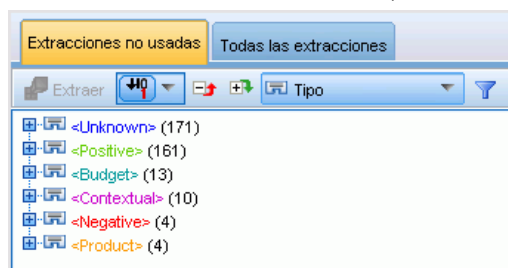 Extracciones no usadas Todas las extracciones
Extraer Tipo
<Unknown> (171)
<Positive> (161)
<Budget> (13)
<Contextual> (10)
<Negative> (4)
<Product> (4)